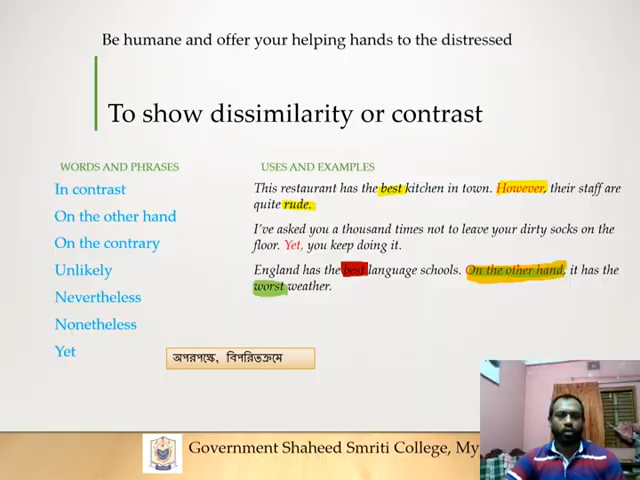 Be humane and offer your helping hands to the distressed
To show dissimilarity or contrast
WORDS AND PHRASES
In contrast
On the other hand
On the contrary
Unlikely
Nevertheless
Nonetheless
Yet
USES AND EXAMPLES
This restaurant has the best kitchen in town. However, their staff are
quite rude.
I've asked you a thousand times not to leave your dirty socks on the
floor. Yet, you keep doing it.
England has the best language schools. On the other hand, it has the
worst weather.
অপরপক্ষে, বিপরিতক্রমে
Government Shaheed Smriti College, My